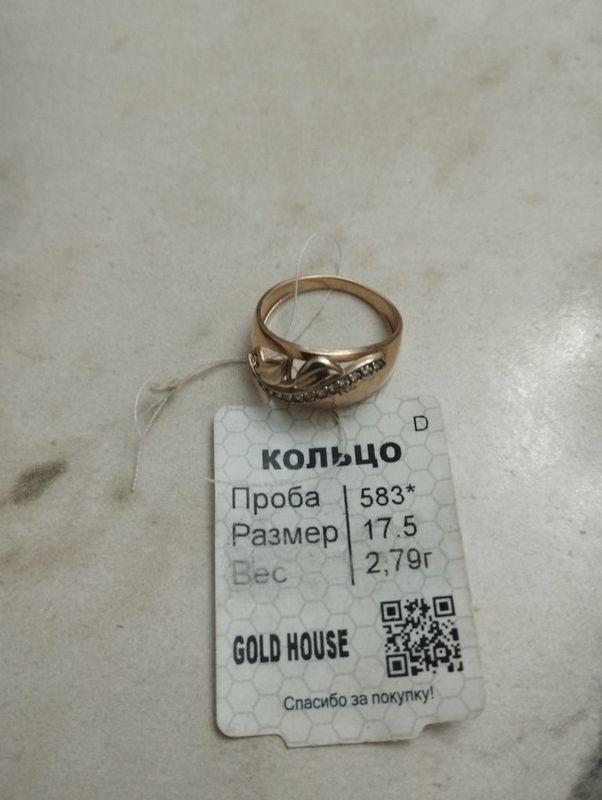 D
кольцо
Проба 583*
Размер 17.5
Вес 2,79г
GOLD HOUSE
Спасибо за покупку!